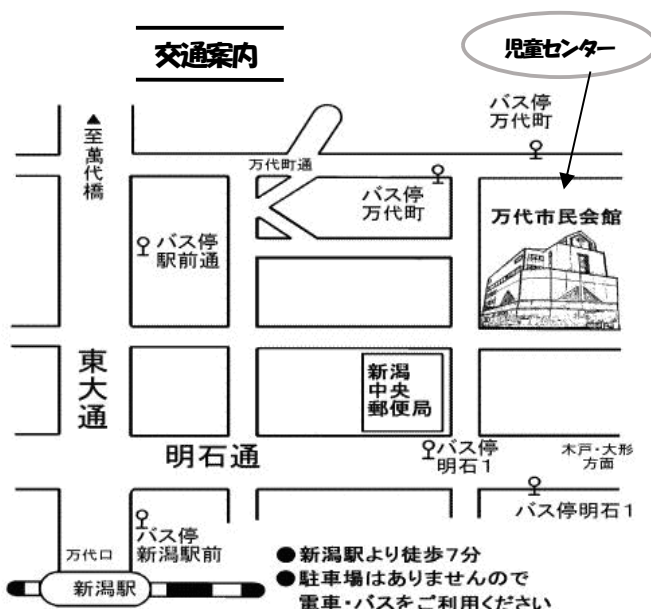 交通案内
児童センター
バス停
万代町
▲至萬代橋
万代町通
バス停
万代町
万代市民会館
バス停
駅前通
東大通
新潟
中央
郵便局
明石通
バス停
明石1
木戸・大形
方面
バス停明石1
バス停
新潟駅前
万代口
新潟駅
●新潟駅より徒歩7分
●駐車場はありませんので
電車・バスをご利用ください